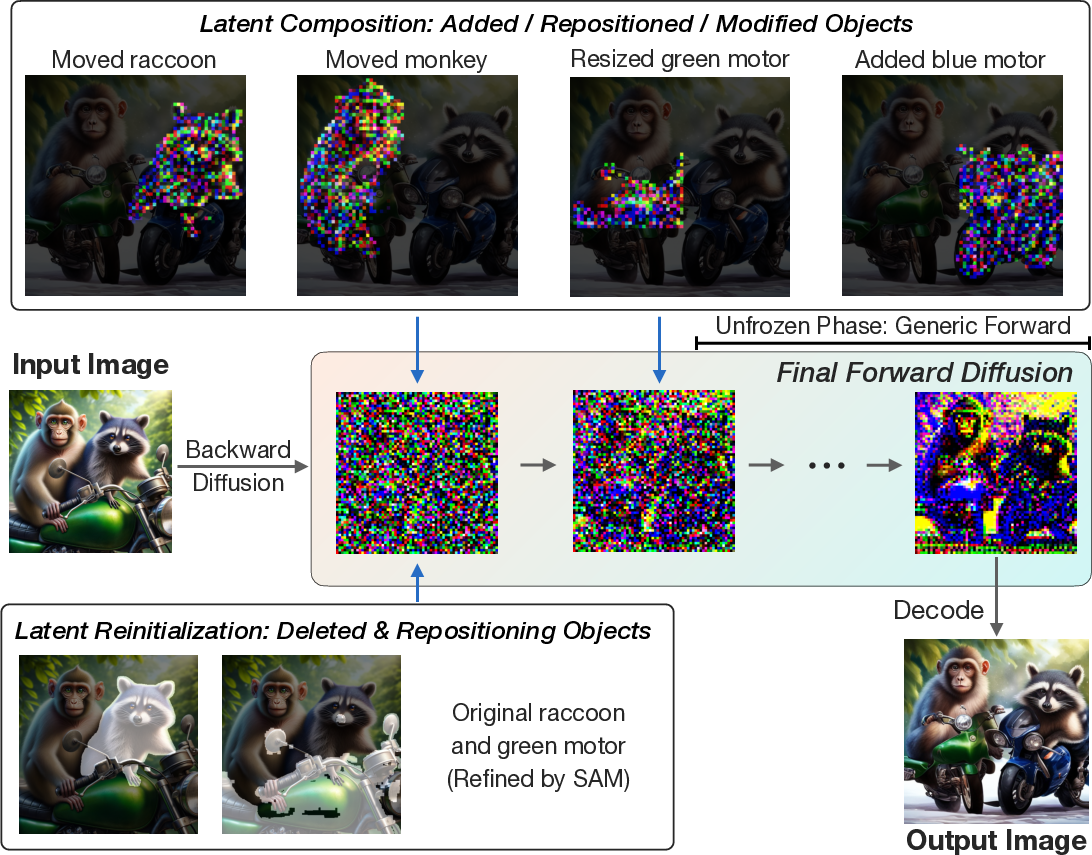 Latent Composition: Added / Repositioned / Modified Objects
Moved raccoon
Moved monkey
Resized green motor
Added blue motor
Unfrozen Phase: Generic Forward
Input Image
Final Forward Diffusion
Backward
Diffusion
Decode
Latent Reinitialization: Deleted & Repositioning Objects
Original raccoon
and green motor
(Refined by SAM)
Output Image